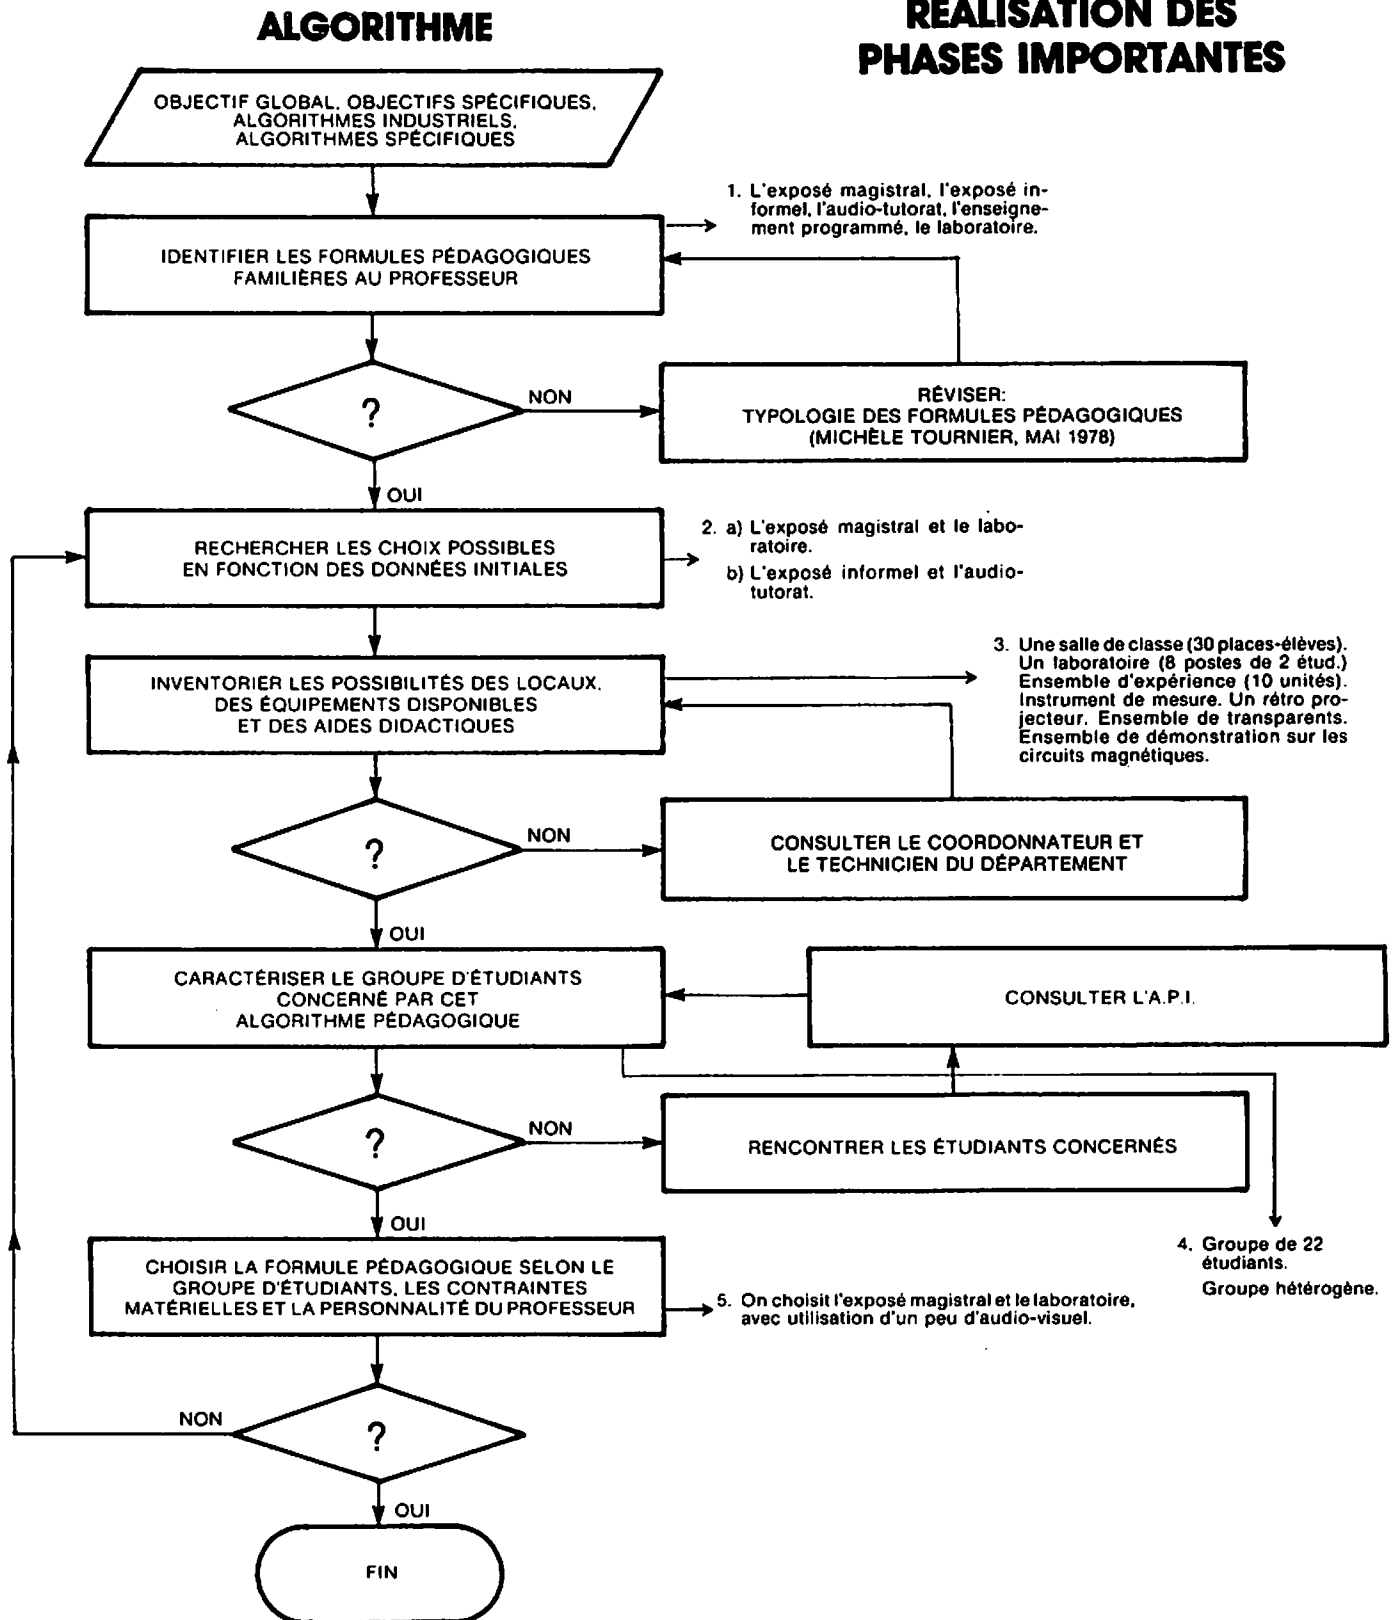 ALGORITHME
RÉALISATION DES
PHASES IMPORTANTES
OBJECTIF GLOBAL, OBJECTIFS SPÉCIFIQUES,
ALGORITHMES INDUSTRIELS,
ALGORITHMES SPÉCIFIQUES
1. L'exposé magistral, l'exposé in-
formel, l'audio-tutorat, l'enseigne-
ment programmé, le laboratoire.
IDENTIFIER LES FORMULES PÉDAGOGIQUES
FAMILIÈRES AU PROFESSEUR
?
NON
RÉVISER:
TYPOLOGIE DES FORMULES PÉDAGOGIQUES
(MICHÈLE TOURNIER, MAI 1978)
OUI
RECHERCHER LES CHOIX POSSIBLES
EN FONCTION DES DONNÉES INITIALES
2. a) L'exposé magistral et le labo-
ratoire.
b) L'exposé informel et l'audio-
tutorat.
INVENTORIER LES POSSIBILITÉS DES LOCAUX,
DES ÉQUIPEMENTS DISPONIBLES
ET DES AIDES DIDACTIQUES
3. Une salle de classe (30 places-élèves).
Un laboratoire (8 postes de 2 étud.)
Ensemble d'expérience (10 unités).
Instrument de mesure. Un rétro pro-
jecteur. Ensemble de transparents.
Ensemble de démonstration sur les
circuits magnétiques.
?
NON
CONSULTER LE COORDONNATEUR ET
LE TECHNICIEN DU DÉPARTEMENT
OUI
CARACTÉRISER LE GROUPE D'ÉTUDIANTS
CONCERNÉ PAR CET
ALGORITHME PÉDAGOGIQUE
CONSULTER L'A.P.I.
?
NON
RENCONTRER LES ÉTUDIANTS CONCERNÉS
OUI
4. Groupe de 22
étudiants.
Groupe hétérogène.
CHOISIR LA FORMULE PÉDAGOGIQUE SELON LE
GROUPE D'ÉTUDIANTS, LES CONTRAINTES
MATÉRIELLES ET LA PERSONNALITÉ DU PROFESSEUR
5. On choisit l'exposé magistral et le laboratoire,
avec utilisation d'un peu d'audio-visuel.
NON
?
OUI
FIN